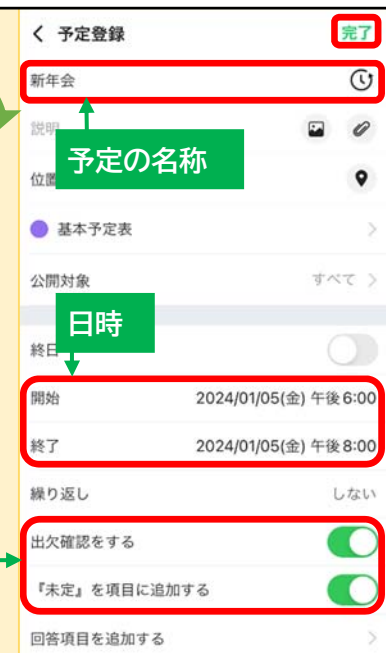 予定登録 完了
新年会
説明
予定の名称
位置
基本予定表
公開対象 すべて
日時
終日
開始 2024/01/05(金) 午後6:00
終了 2024/01/05(金) 午後8:00
繰り返し しない
出欠確認をする
『未定』を項目に追加する
回答項目を追加する